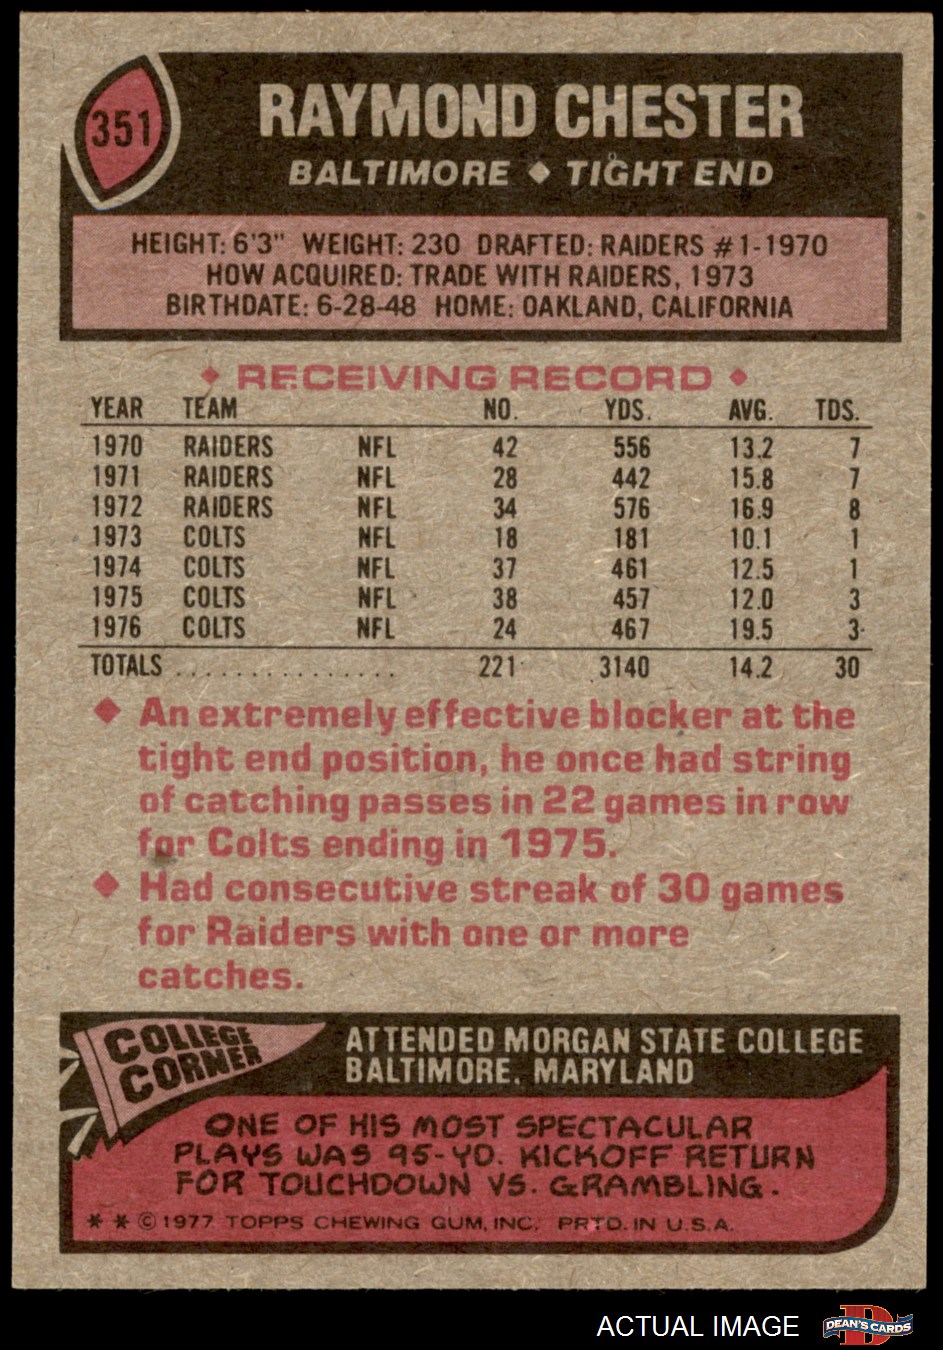 351
RAYMOND CHESTER
BALTIMORE ◆ TIGHT END
HEIGHT: 6'3" WEIGHT: 230 DRAFTED: RAIDERS #1-1970
HOW ACQUIRED: TRADE WITH RAIDERS, 1973
BIRTHDATE: 6-28-48 HOME: OAKLAND, CALIFORNIA
◆ RECEIVING RECORD ◆
YEAR TEAM NO. YDS. AVG. TDS.
1970 RAIDERS NFL 42 556 13.2 7
1971 RAIDERS NFL 28 442 15.8 7
1972 RAIDERS NFL 34 576 16.9 8
1973 COLTS NFL 18 181 10.1 1
1974 COLTS NFL 37 461 12.5 1
1975 COLTS NFL 38 457 12.0 3
1976 COLTS NFL 24 467 19.5 3
TOTALS ............... 221 3140 14.2 30
◆ An extremely effective blocker at the
tight end position, he once had string
of catching passes in 22 games in row
for Colts ending in 1975.
◆ Had consecutive streak of 30 games
for Raiders with one or more
catches.
COLLEGE
CORNER
ATTENDED MORGAN STATE COLLEGE
BALTIMORE, MARYLAND
ONE OF HIS MOST SPECTACULAR
PLAYS WAS 95-YD. KICKOFF RETURN
FOR TOUCHDOWN VS. GRAMBLING.
* * © 1977 TOPPS CHEWING GUM, INC. PRTD. IN U.S.A.
ACTUAL IMAGE
D
DEAN'S CARDS